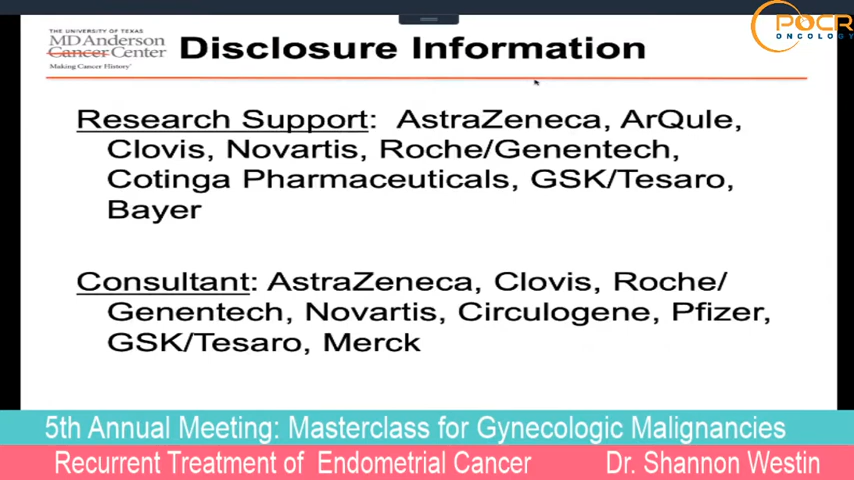 THE UNIVERSITY OF TEXAS
MD Anderson
Cancer Center
Making Cancer History®
Disclosure Information
POCR
ONCOLOGY
Research Support: AstraZeneca, ArQule,
Clovis, Novartis, Roche/Genentech,
Cotinga Pharmaceuticals, GSK/Tesaro,
Bayer
Consultant: AstraZeneca, Clovis, Roche/
Genentech, Novartis, Circulogene, Pfizer,
GSK/Tesaro, Merck
5th Annual Meeting: Masterclass for Gynecologic Malignancies
Recurrent Treatment of Endometrial Cancer Dr. Shannon Westin